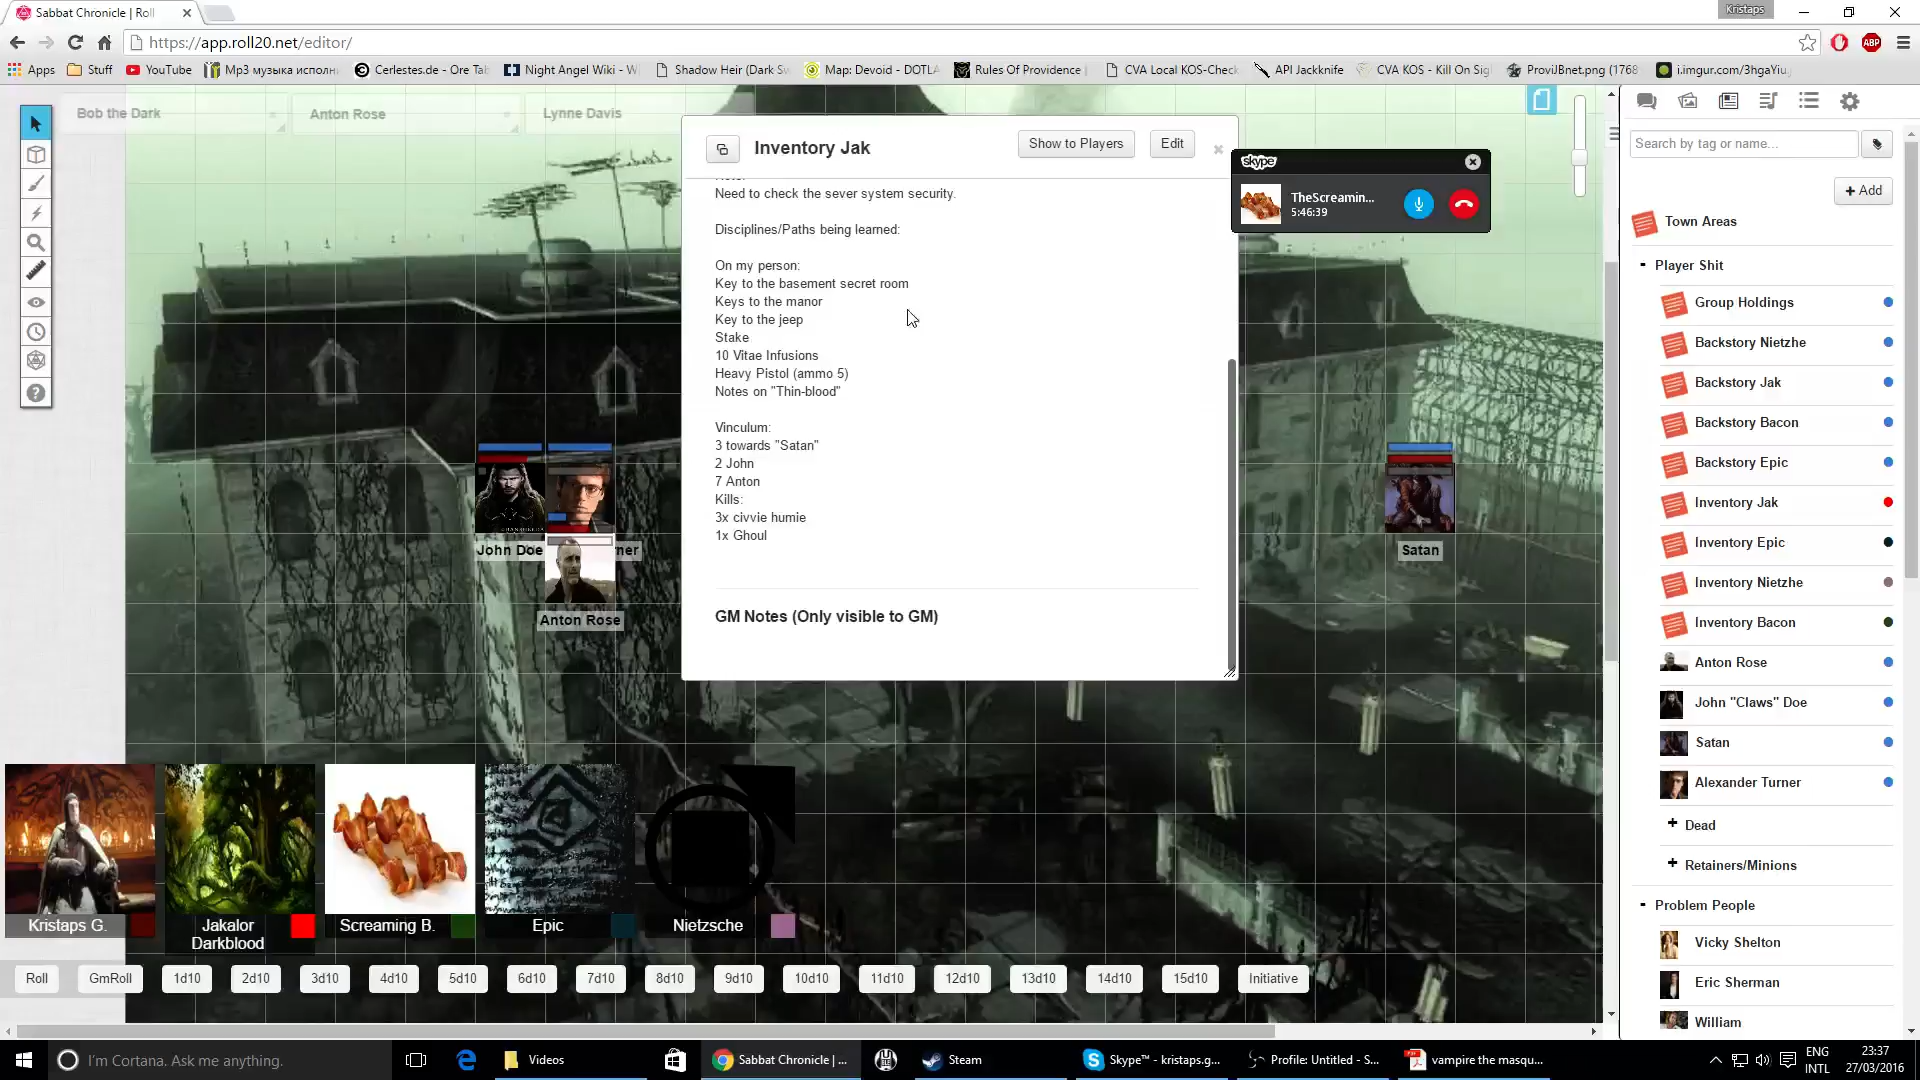 Sabbat Chronicle | Roll
Kristaps
https://app.roll20.net/editor/
Apps
Stuff
YouTube
Mp3 музыка исполни
Cerlestes.de - Ore Tab
Night Angel Wiki - W
Shadow Heir (Dark Sw
Map: Devoid - DOTLA
Rules Of Providence
CVA Local KOS-Check
API Jackknife
CVA KOS - Kill On Sig
ProviJBnet.png (1768
i.imgur.com/3hgaYiu
ABP
Bob the Dark
Anton Rose
Lynne Davis
Inventory Jak
Show to Players
Edit
Need to check the sever system security.
Disciplines/Paths being learned:
On my person:
Key to the basement secret room
Keys to the manor
Key to the jeep
Stake
10 Vitae Infusions
Heavy Pistol (ammo 5)
Notes on "Thin-blood"
Vinculum:
3 towards "Satan"
2 John
7 Anton
Kills:
3x civvie humie
1x Ghoul
GM Notes (Only visible to GM)
skype
TheScreamin...
5:46:39
John Doe
rner
Anton Rose
Satan
Search by tag or name...
+ Add
Town Areas
- Player Shit
Group Holdings
Backstory Nietzhe
Backstory Jak
Backstory Bacon
Backstory Epic
Inventory Jak
Inventory Epic
Inventory Nietzhe
Inventory Bacon
Anton Rose
John "Claws" Doe
Satan
Alexander Turner
+ Dead
+ Retainers/Minions
- Problem People
Vicky Shelton
Eric Sherman
William
Kristaps G.
Jakalor
Darkblood
Screaming B.
Epic
Nietzsche
Roll
GmRoll
1d10
2d10
3d10
4d10
5d10
6d10
7d10
8d10
9d10
10d10
11d10
12d10
13d10
14d10
15d10
Initiative
I'm Cortana. Ask me anything.
Videos
Sabbat Chronicle | ...
Steam
Skype™ - kristaps.g...
Profile: Untitled - S...
vampire the masqu...
ENG
INTL
23:37
27/03/2016